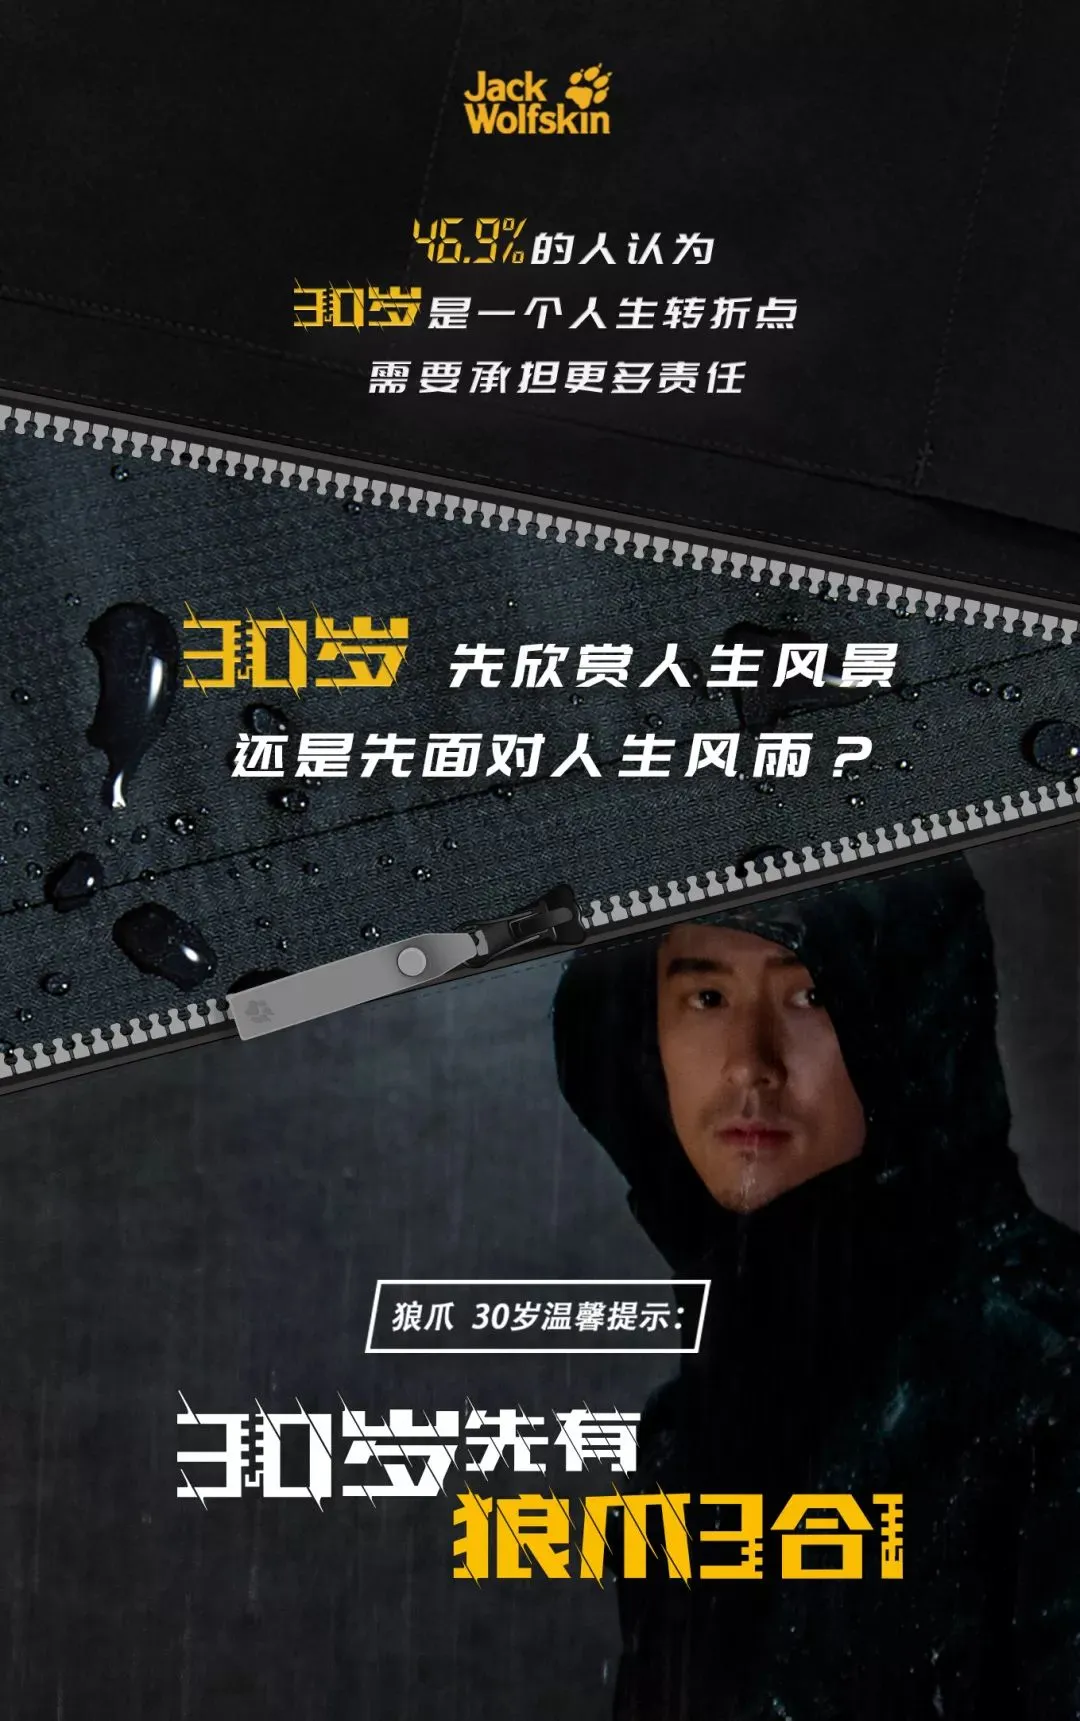 Jack
Wolfskin
46.9%的人认为
30岁是一个人生转折点
需要承担更多责任
30岁 先欣赏人生风景
还是先面对人生风雨？
狼爪 30岁温馨提示：
30岁先有
狼爪3合1